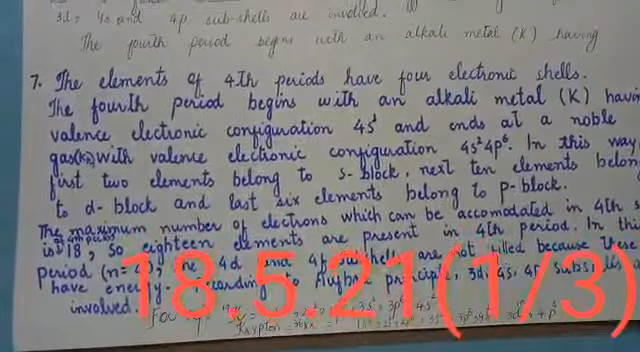 3d, 4s and 4p sub-shells are involved.
The fourth period begins with an alkali metal (K) having
7. The elements of 4th periods have four electronic shells.
The fourth period begins with an alkali metal (K) havin
valence electronic configuration 4s¹ and ends at a noble
gas(Kr) with valence electronic configuration 4s²4p⁶. In this way,
first two elements belong to s-block, next ten elements belon
to d-block and last six elements belong to p-block.
The maximum number of electrons which can be accomodated in 4th s
is 18, so eighteen elements are present in 4th period. In this
period (n=4), the 4d and 4f subshells are not filled because these
have energy. According to principle, 3d, 4s, 4p subshells a
involved.
18.5.21(1/3)
Krypton